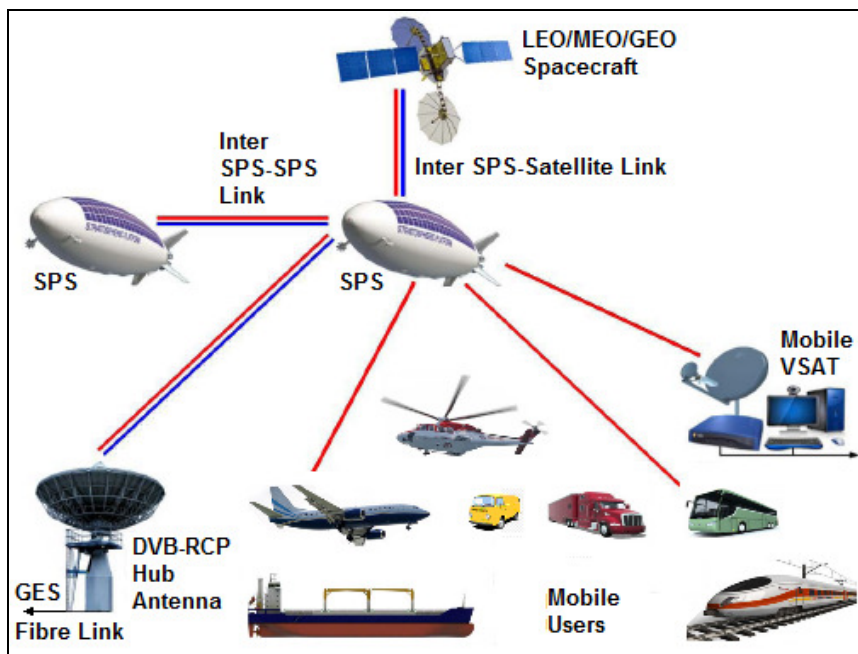 LEO/MEO/GEO
Spacecraft
Inter
SPS-SPS
Link
Inter SPS-Satellite Link
SPS
SPS
Mobile
VSAT
DVB-RCP
Hub
Antenna
GES
Fibre Link
Mobile
Users